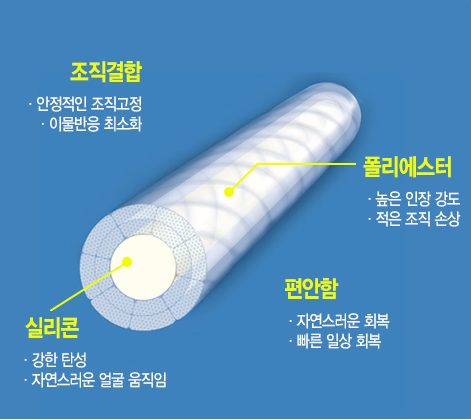 조직결합
· 안정적인 조직고정
· 이물반응 최소화
폴리에스터
· 높은 인장 강도
· 적은 조직 손상
편안함
· 자연스러운 회복
· 빠른 일상 회복
실리콘
· 강한 탄성
· 자연스러운 얼굴 움직임